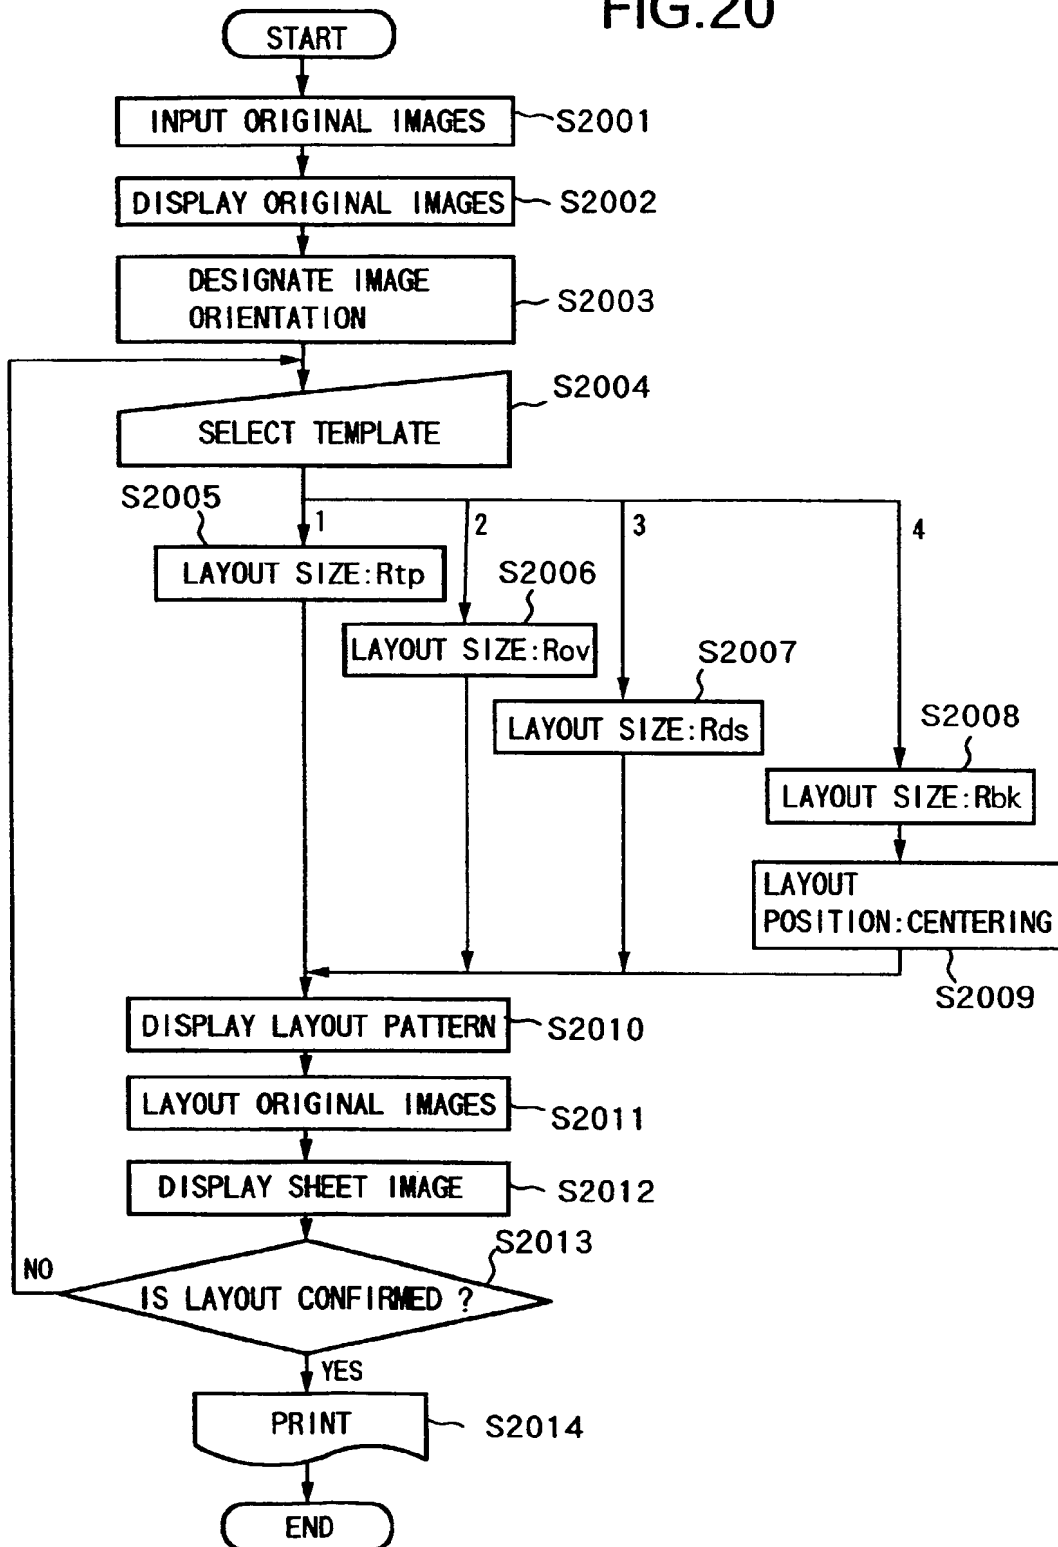 FIG.20
START
INPUT ORIGINAL IMAGES
S2001
DISPLAY ORIGINAL IMAGES
S2002
DESIGNATE IMAGE
ORIENTATION
S2003
S2004
SELECT TEMPLATE
S2005
1
2
3
4
LAYOUT SIZE:Rtp
S2006
LAYOUT SIZE:Rov
S2007
LAYOUT SIZE:Rds
S2008
LAYOUT SIZE:Rbk
LAYOUT
POSITION:CENTERING
S2009
DISPLAY LAYOUT PATTERN
S2010
LAYOUT ORIGINAL IMAGES
S2011
DISPLAY SHEET IMAGE
S2012
S2013
NO
IS LAYOUT CONFIRMED ?
YES
PRINT
S2014
END